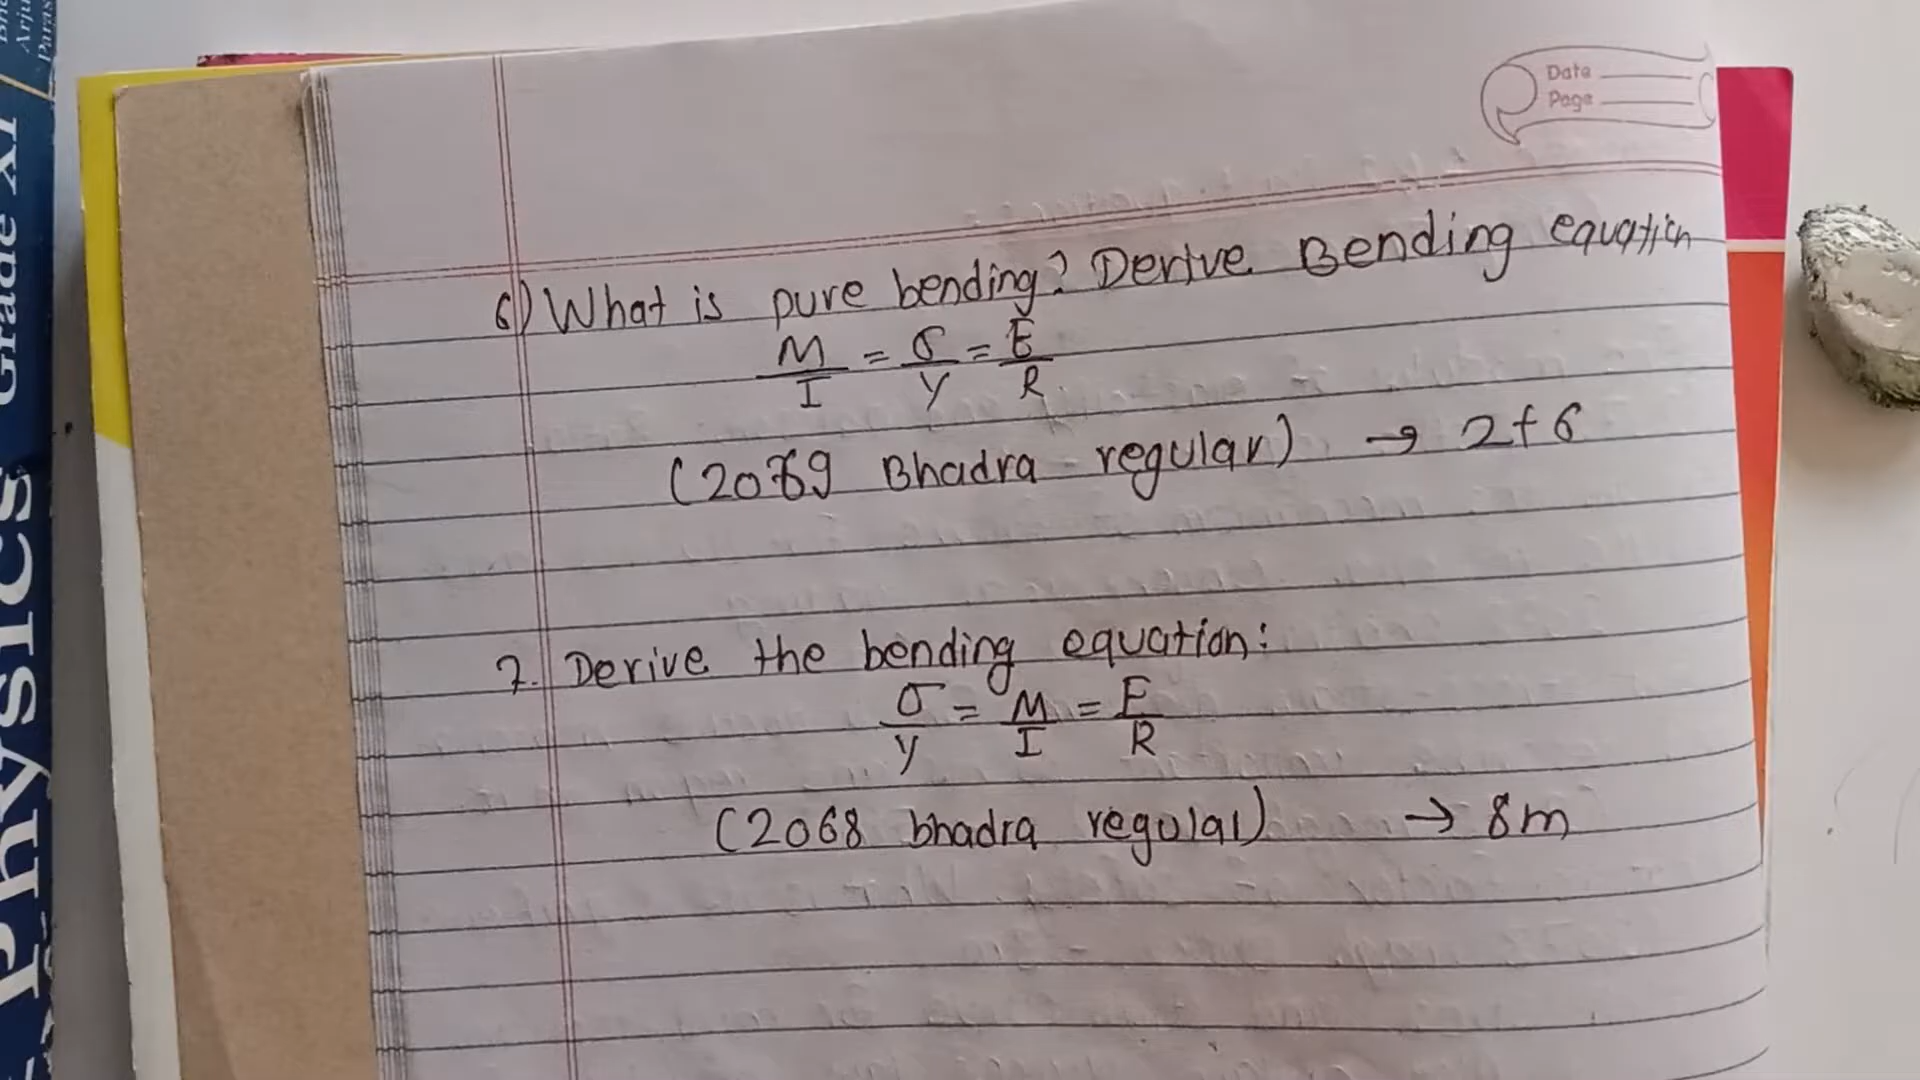 Date
Page
6) What is pure bending? Derive Bending equation
M/I = σ/Y = E/R
(2069 Bhadra regular) → 2+6
7. Derive the bending equation:
σ/y = M/I = E/R
(2068 bhadra regular) → 8m
Physics Grade XI